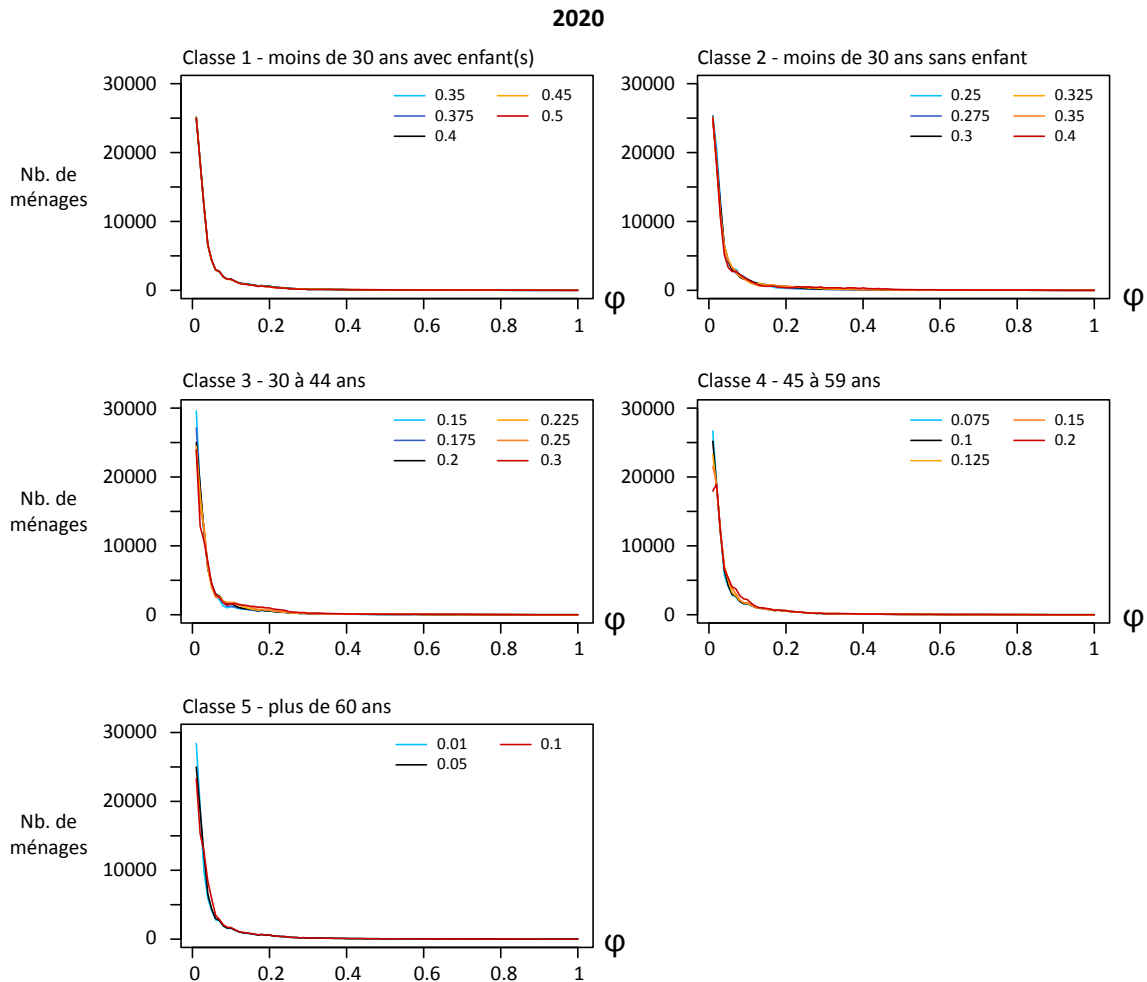 2020
Classe 1 - moins de 30 ans avec enfant(s)
30000
20000
10000
0
Nb. de
ménages
0.35 0.45
0.375 0.5
0.4
0 0.2 0.4 0.6 0.8 1
φ
Classe 2 - moins de 30 ans sans enfant
30000
20000
10000
0
0.25 0.325
0.275 0.35
0.3 0.4
0 0.2 0.4 0.6 0.8 1
φ
Classe 3 - 30 à 44 ans
30000
20000
10000
0
Nb. de
ménages
0.15 0.225
0.175 0.25
0.2 0.3
0 0.2 0.4 0.6 0.8 1
φ
Classe 4 - 45 à 59 ans
30000
20000
10000
0
0.075 0.15
0.1 0.2
0.125
0 0.2 0.4 0.6 0.8 1
φ
Classe 5 - plus de 60 ans
30000
20000
10000
0
Nb. de
ménages
0.01 0.1
0.05
0 0.2 0.4 0.6 0.8 1
φ